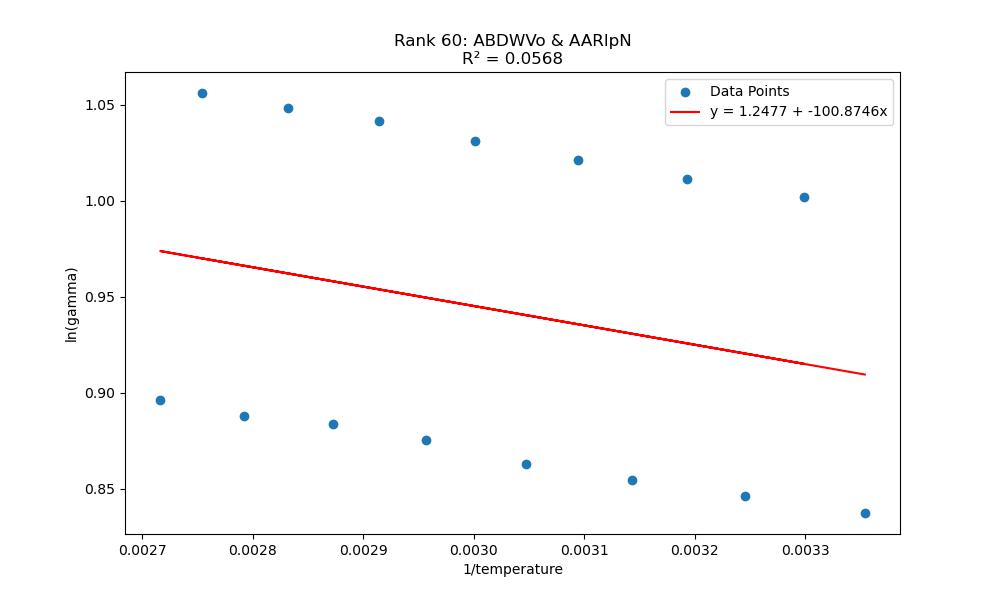 Rank 60: ABDWVo & AARIpN
R² = 0.0568
Data Points
y = 1.2477 + -100.8746x
ln(gamma)
1.05
1.00
0.95
0.90
0.85
0.0027 0.0028 0.0029 0.0030 0.0031 0.0032 0.0033
1/temperature